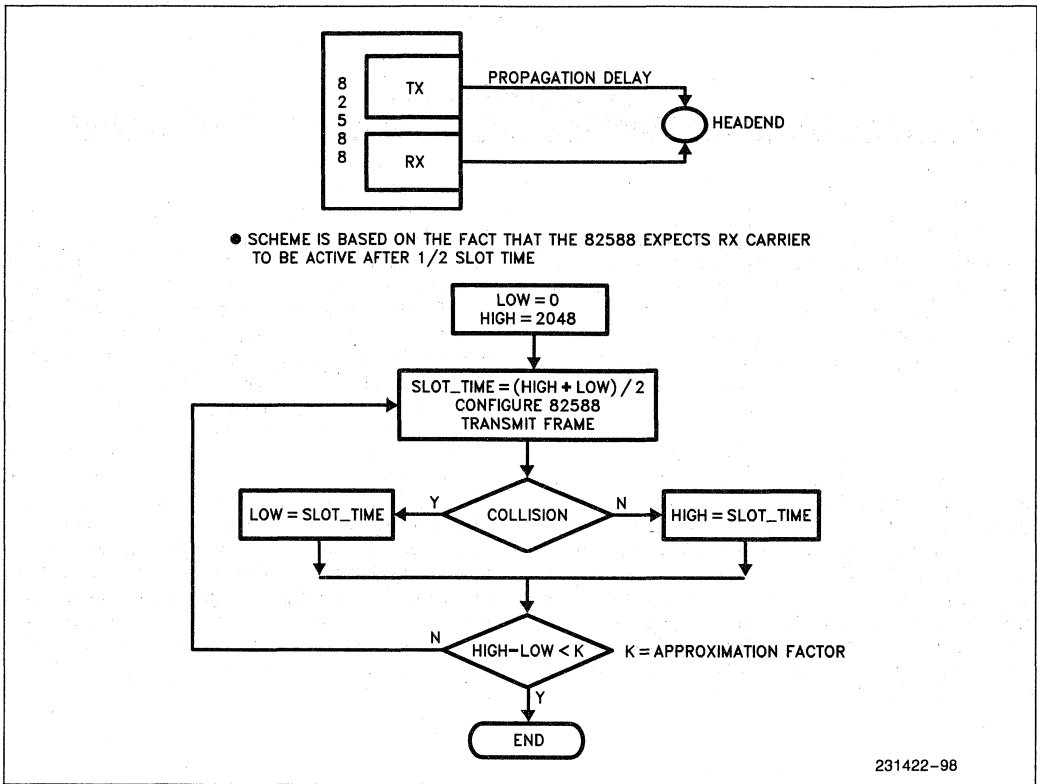 8
2
5
8
8
TX
RX
PROPAGATION DELAY
HEADEND
● SCHEME IS BASED ON THE FACT THAT THE 82588 EXPECTS RX CARRIER
TO BE ACTIVE AFTER 1/2 SLOT TIME
LOW = 0
HIGH = 2048
SLOT_TIME = (HIGH + LOW) / 2
CONFIGURE 82588
TRANSMIT FRAME
Y
COLLISION
N
LOW = SLOT_TIME
HIGH = SLOT_TIME
N
HIGH-LOW < K
K = APPROXIMATION FACTOR
Y
END
231422-98